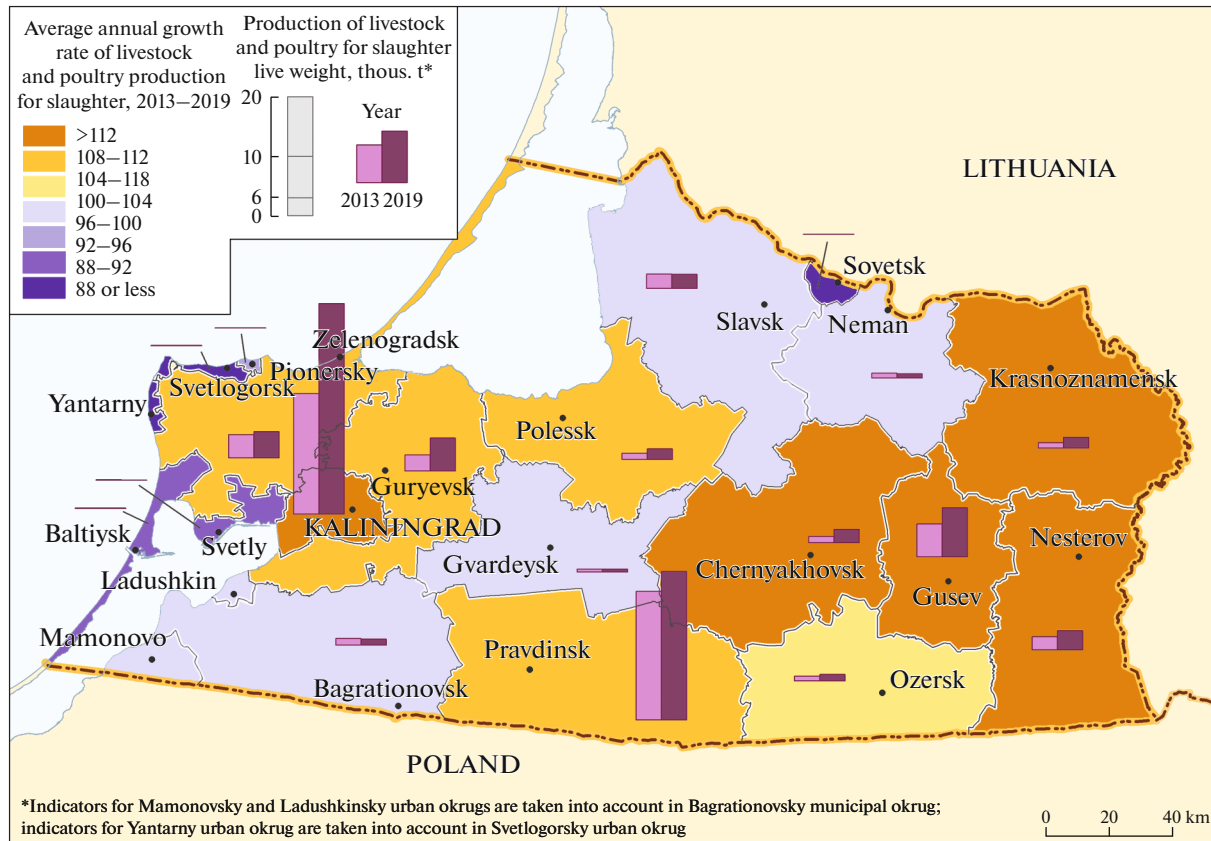 Average annual growth
rate of livestock
and poultry production
for slaughter, 2013–2019
>112
108–112
104–118
100–104
96–100
92–96
88–92
88 or less
Production of livestock
and poultry for slaughter
live weight, thous. t*
20
10
6
0
Year
2013 2019
LITHUANIA
Sovetsk
Slavsk
Neman
Zelenogradsk
Pionersky
Svetlogorsk
Krasnoznamensk
Yantarny
Polessk
Guryevsk
KALININGRAD
Baltiysk
Svetly
Gvardeysk
Chernyakhovsk
Nesterov
Ladushkin
Gusev
Mamonovo
Pravdinsk
Bagrationovsk
Ozersk
POLAND
*Indicators for Mamonovsky and Ladushkinsky urban okrugs are taken into account in Bagrationovsky municipal okrug;
indicators for Yantarny urban okrug are taken into account in Svetlogorsky urban okrug
0 20 40 km